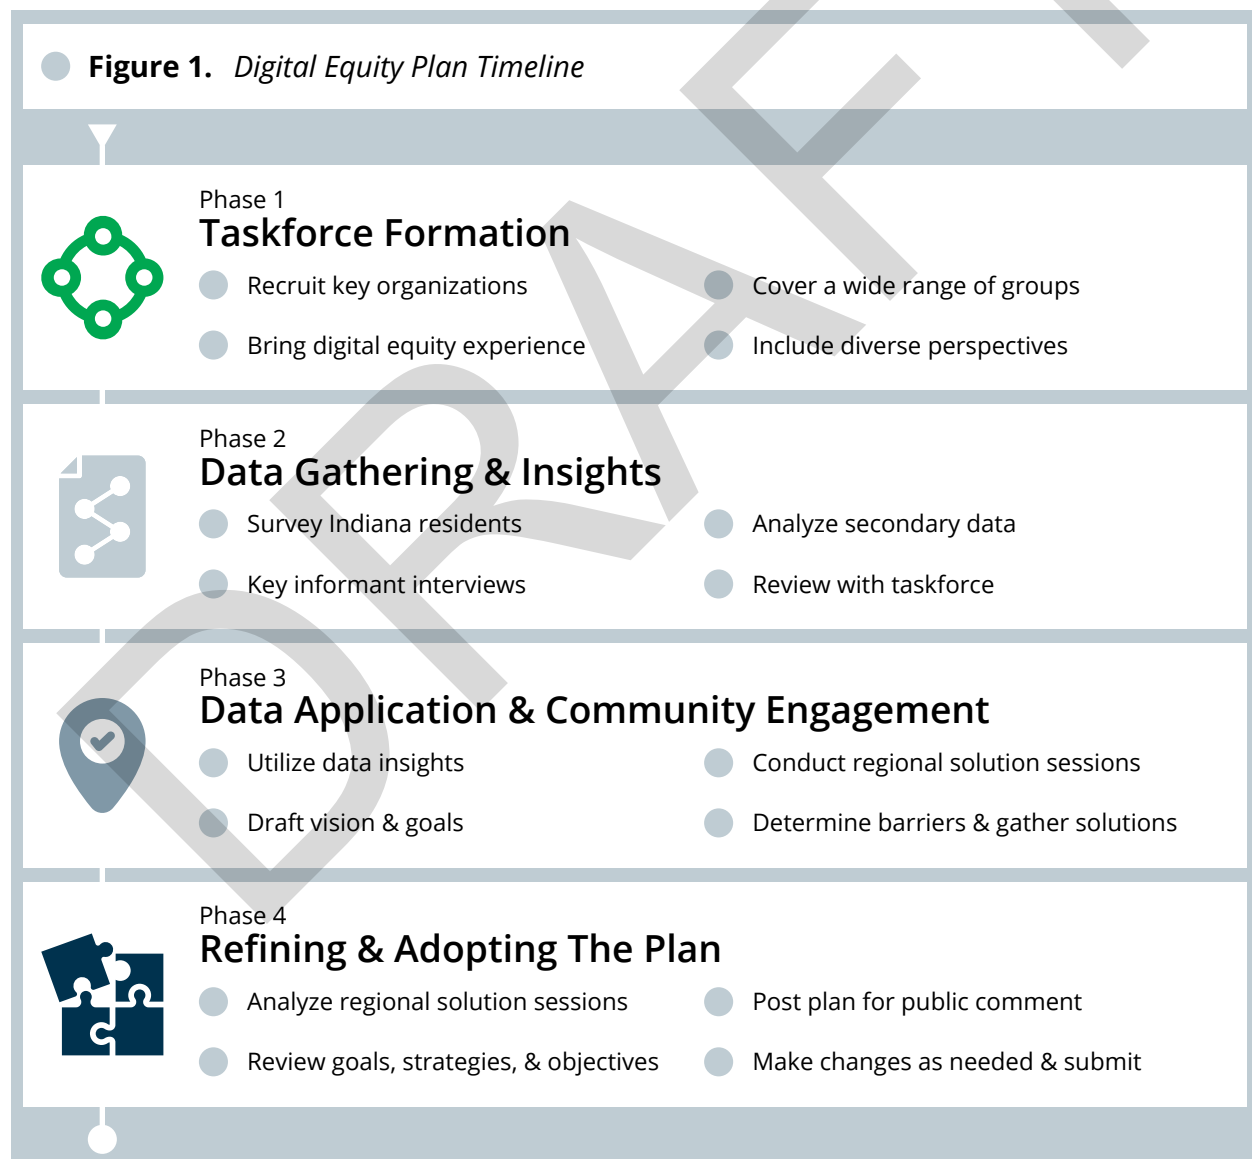 Figure 1. Digital Equity Plan Timeline
Phase 1
Taskforce Formation
Recruit key organizations
Bring digital equity experience
Cover a wide range of groups
Include diverse perspectives
Phase 2
Data Gathering & Insights
Survey Indiana residents
Key informant interviews
Analyze secondary data
Review with taskforce
Phase 3
Data Application & Community Engagement
Utilize data insights
Draft vision & goals
Conduct regional solution sessions
Determine barriers & gather solutions
Phase 4
Refining & Adopting The Plan
Analyze regional solution sessions
Review goals, strategies, & objectives
Post plan for public comment
Make changes as needed & submit
DRAFT